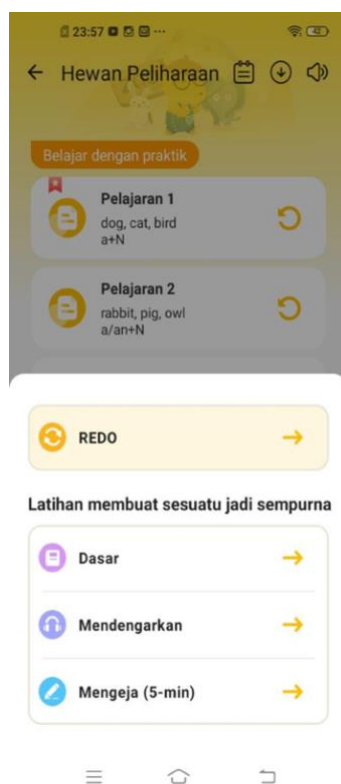 23:57
Hewan Peliharaan
Belajar dengan praktik
Pelajaran 1
dog, cat, bird
a+N
Pelajaran 2
rabbit, pig, owl
a/an+N
REDO
Latihan membuat sesuatu jadi sempurna
Dasar
Mendengarkan
Mengeja (5-min)